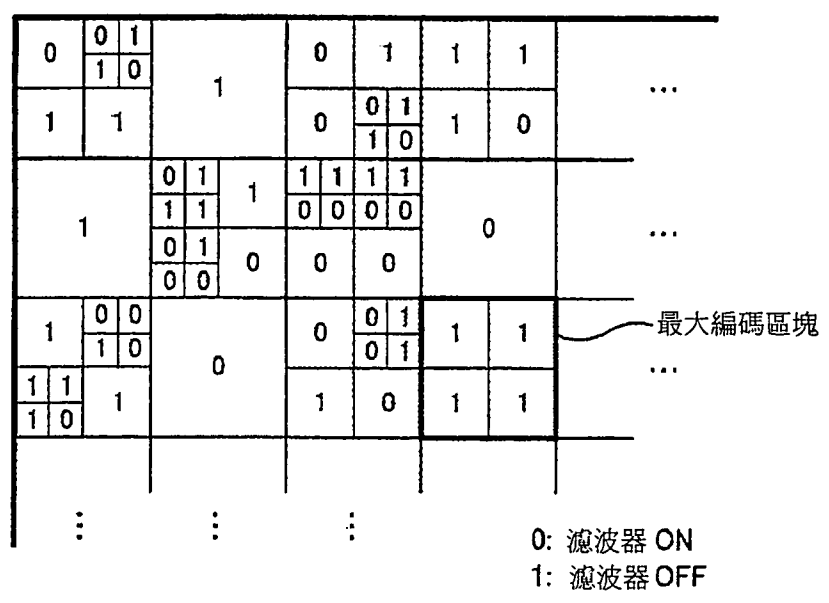 0 0 1 1 0 1 1 1
1 0 ...
1 1 0 0 1 1 0
1 0
0 1 1 1 1 1 1
1 1 1 0 0 0 0
1 0 ...
0 1 0 0 0
0 0
1 0 0 0 0 0 1 1 1
1 0 0 1 最大編碼區塊
1 1 1 1 0 1 1 ...
1 0
⋮ ⋮ ⋮
0: 濾波器 ON
1: 濾波器 OFF